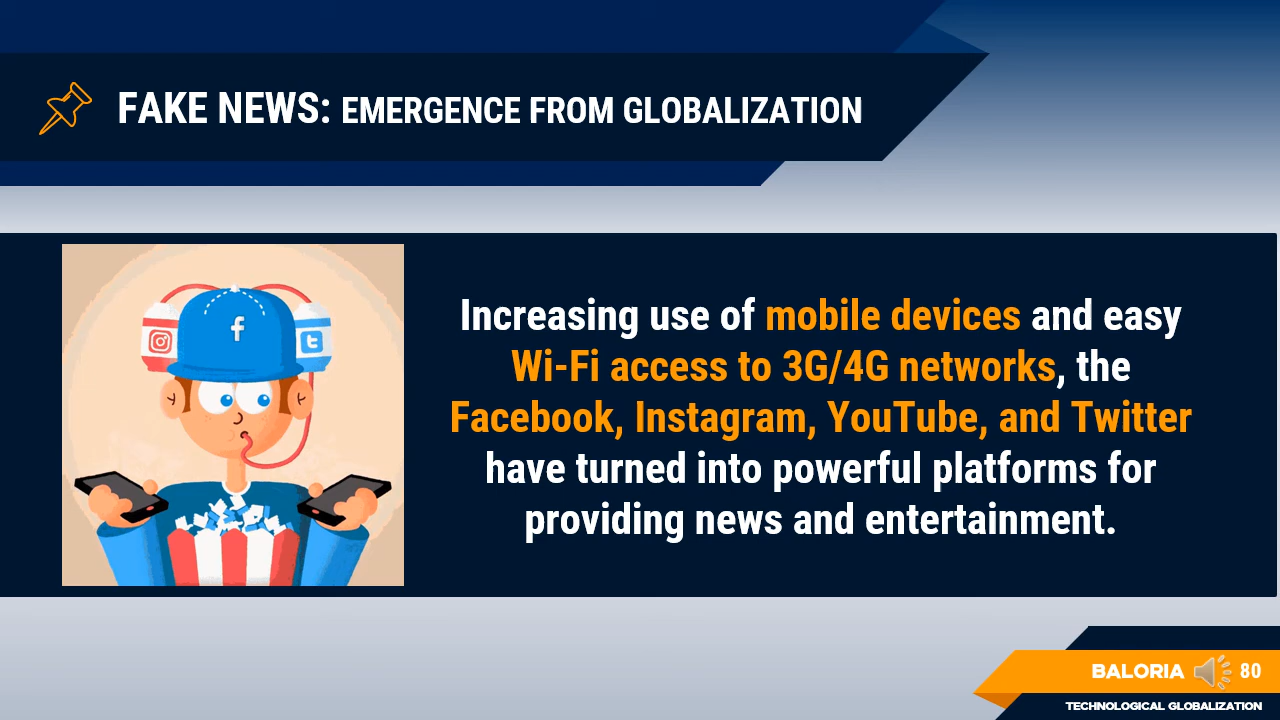 FAKE NEWS: EMERGENCE FROM GLOBALIZATION
Increasing use of mobile devices and easy
Wi-Fi access to 3G/4G networks, the
Facebook, Instagram, YouTube, and Twitter
have turned into powerful platforms for
providing news and entertainment.
BALORIA 80
TECHNOLOGICAL GLOBALIZATION